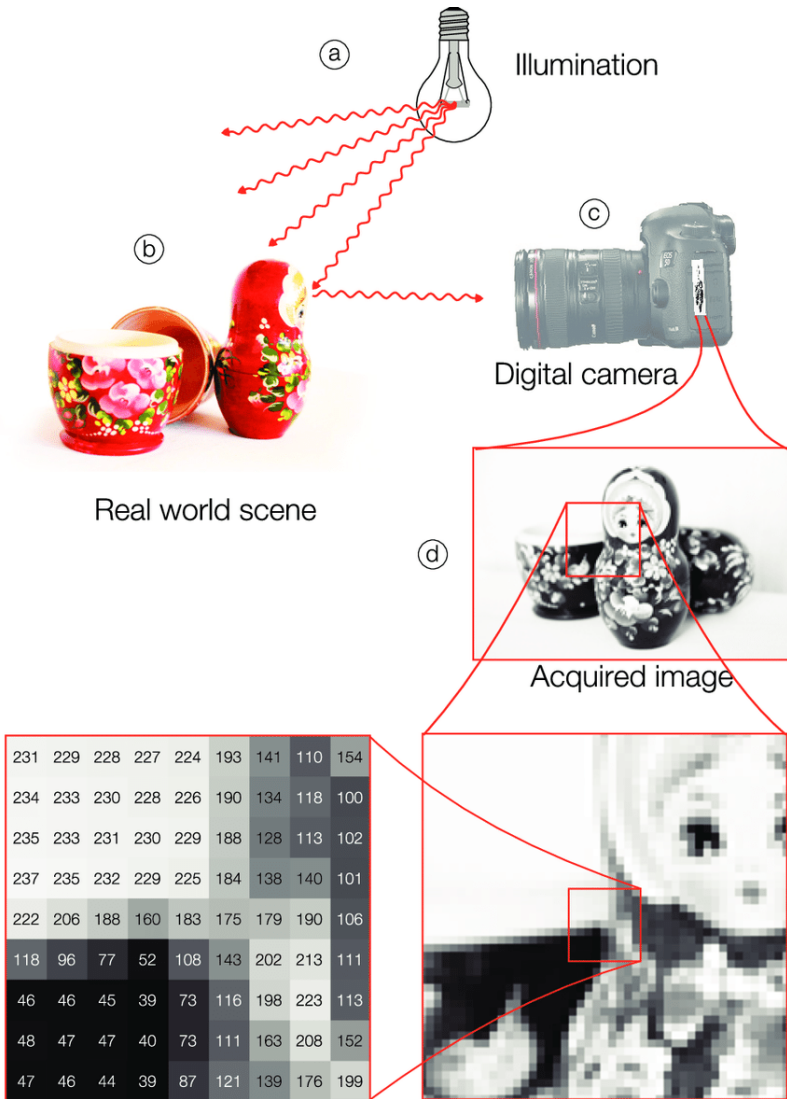 a
Illumination
b
c
Digital camera
Real world scene
d
Acquired image
231 229 228 227 224 193 141 110 154
234 233 230 228 226 190 134 118 100
235 233 231 230 229 188 128 113 102
237 235 232 229 225 184 138 140 101
222 206 188 160 183 175 179 190 106
118 96 77 52 108 143 202 213 111
46 46 45 39 73 116 198 223 113
48 47 47 40 73 111 163 208 152
47 46 44 39 87 121 139 176 199